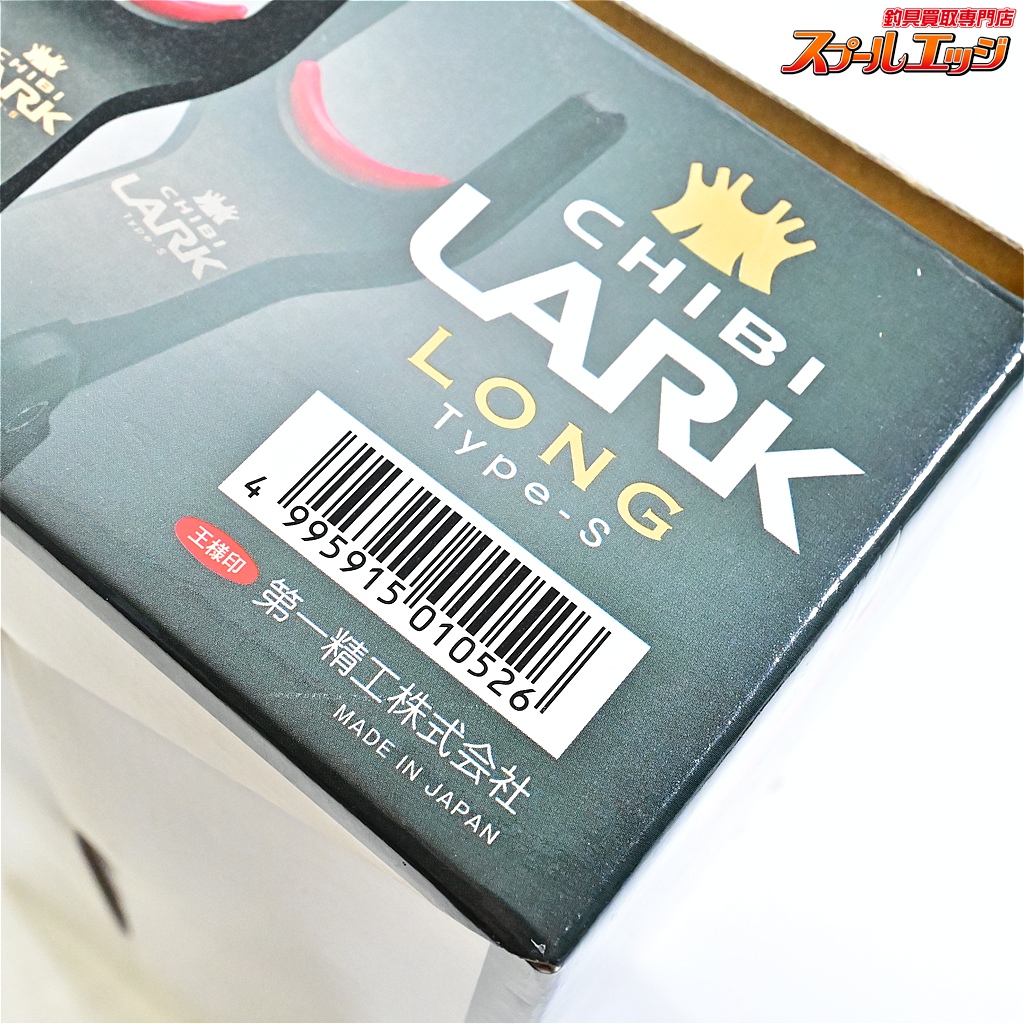 釣具買取専門店
スプールエッジ
CHIBI
LARK
S
CHIBI
LARK
Type-S
CHIBI
LARK
LONG
Type-S
4 995915 010526
王様印
第一精工株式会社
MADE IN JAPAN